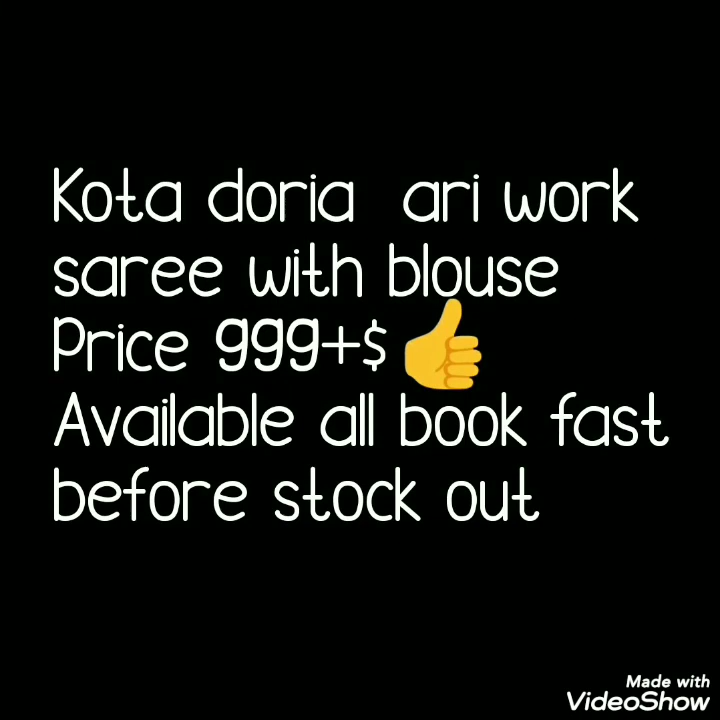 Kota doria  ari work
saree with blouse
Price 999+$👍
Available all book fast
before stock out
Made with
VideoShow